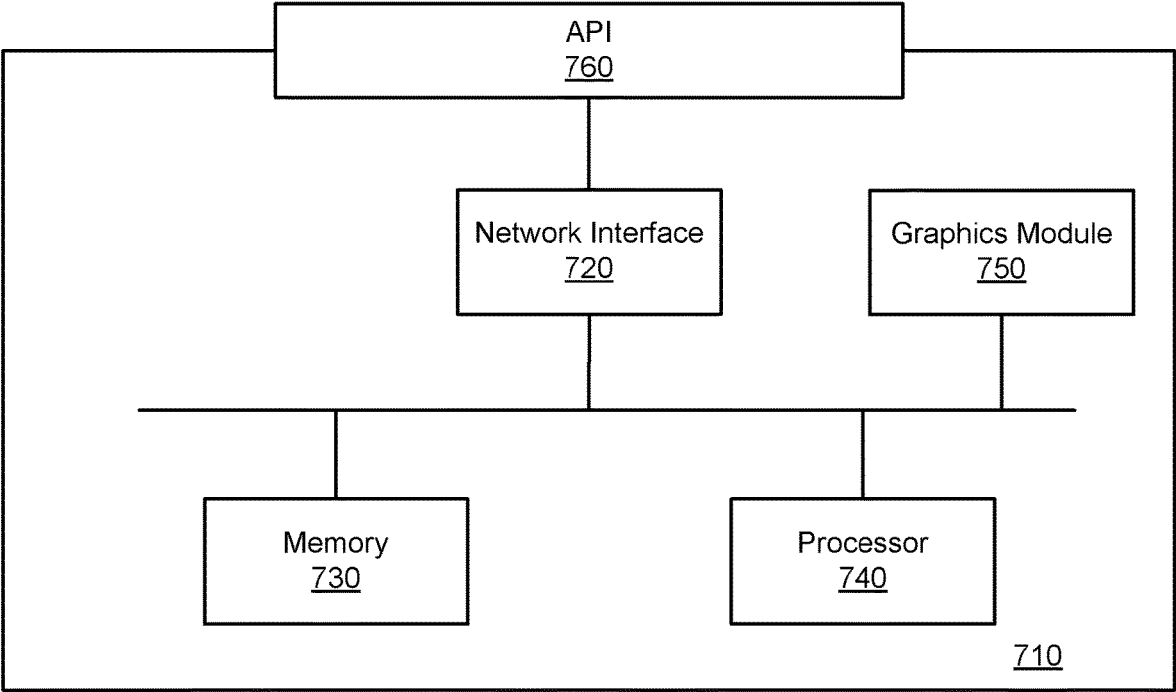 API
760
Network Interface
720
Graphics Module
750
Memory
730
Processor
740
710